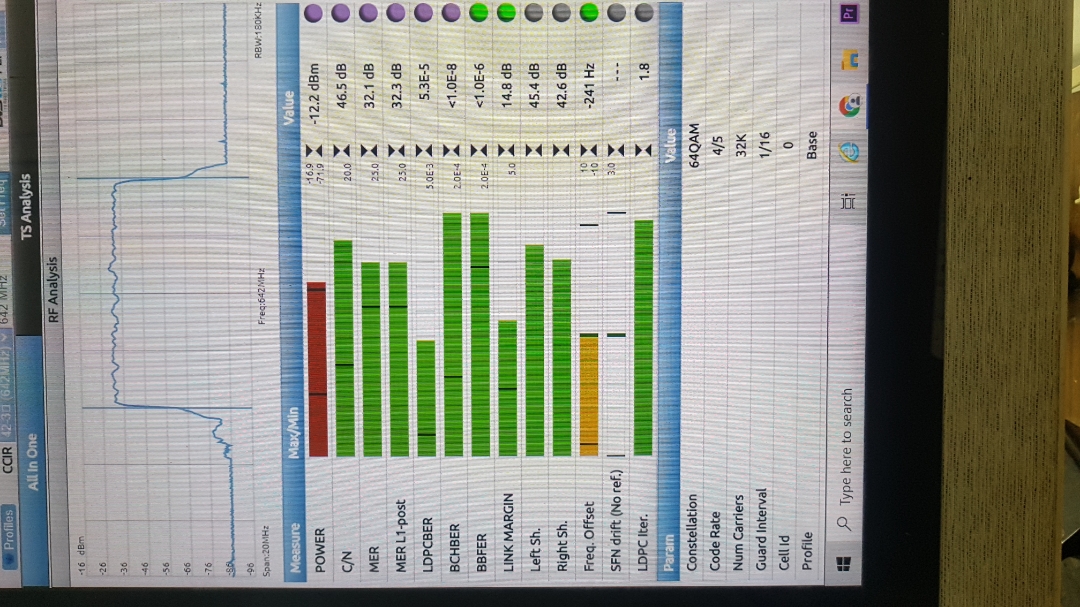 Profiles CCIR 42-30 (642MHz) 642 MHz Set Freq
All In One TS Analysis
RF Analysis
-16 dBm
-26
-36
-46
-56
-66
-76
-86
-96
Span:20MHz Freq:642MHz RBW:180KHz
Measure Max/Min Value
POWER -16.9 -71.9 -12.2 dBm
C/N 20.0 46.5 dB
MER 25.0 32.1 dB
MER L1-post 25.0 32.3 dB
LDPCBER 5.0E-3 5.3E-5
BCHBER 2.0E-4 <1.0E-8
BBFER 2.0E-4 <1.0E-6
LINK MARGIN 5.0 14.8 dB
Left Sh. 45.4 dB
Right Sh. 42.6 dB
Freq. Offset 10 -10 -241 Hz
SFN drift (No ref.) 3.0 ---
LDPC Iter. 1.8
Param Value
Constellation 64QAM
Code Rate 4/5
Num Carriers 32K
Guard Interval 1/16
Cell Id 0
Profile Base
Type here to search Pr